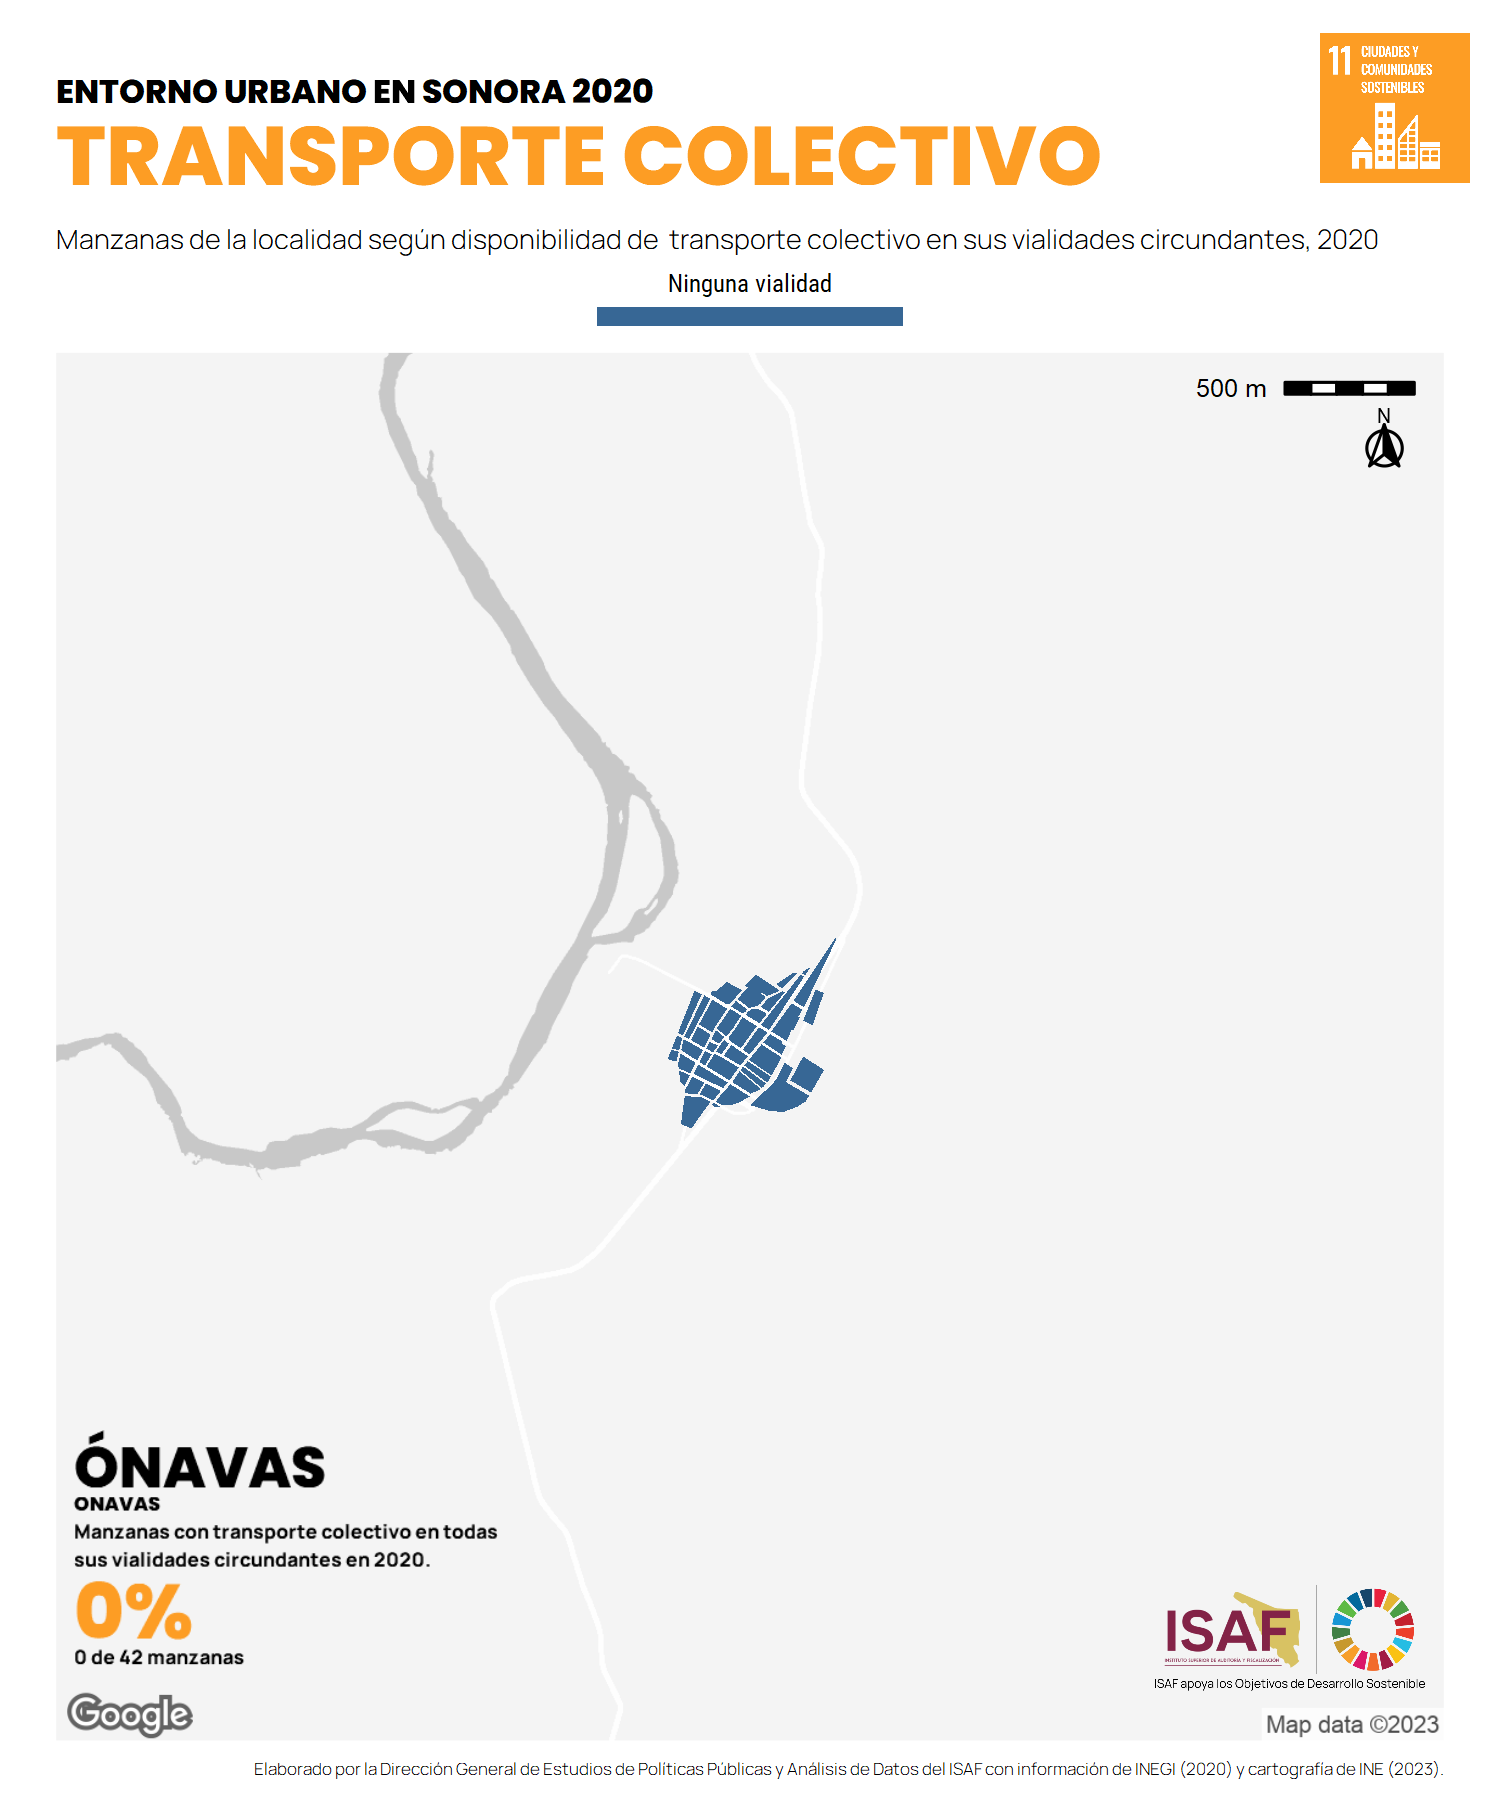 ENTORNO URBANO EN SONORA 2020
TRANSPORTE COLECTIVO
11 CIUDADES Y
COMUNIDADES
SOSTENIBLES
Manzanas de la localidad según disponibilidad de transporte colectivo en sus vialidades circundantes, 2020
Ninguna vialidad
500 m
N
ÓNAVAS
ONAVAS
Manzanas con transporte colectivo en todas
sus vialidades circundantes en 2020.
0%
0 de 42 manzanas
Google
ISAF
INSTITUTO SUPERIOR DE AUDITORÍA Y FISCALIZACIÓN
ISAF apoya los Objetivos de Desarrollo Sostenible
Map data ©2023
Elaborado por la Dirección General de Estudios de Políticas Públicas y Análisis de Datos del ISAF con información de INEGI (2020) y cartografía de INE (2023).